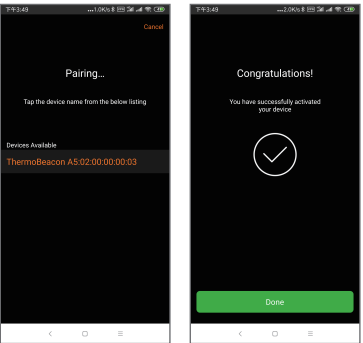 下午3:49
...1.0K/s
Cancel
Pairing...
Tap the device name from the below listing
Devices Available
ThermoBeacon A5:02:00:00:00:03
下午3:49
...2.0K/s
Congratulations!
You have successfully activated
your device
Done